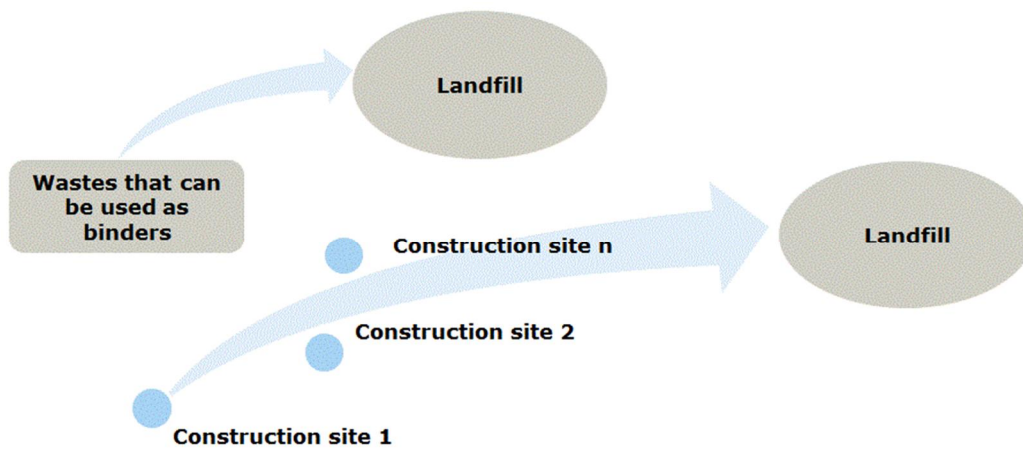 Landfill
Wastes that can
be used as
binders
Construction site n
Landfill
Construction site 2
Construction site 1